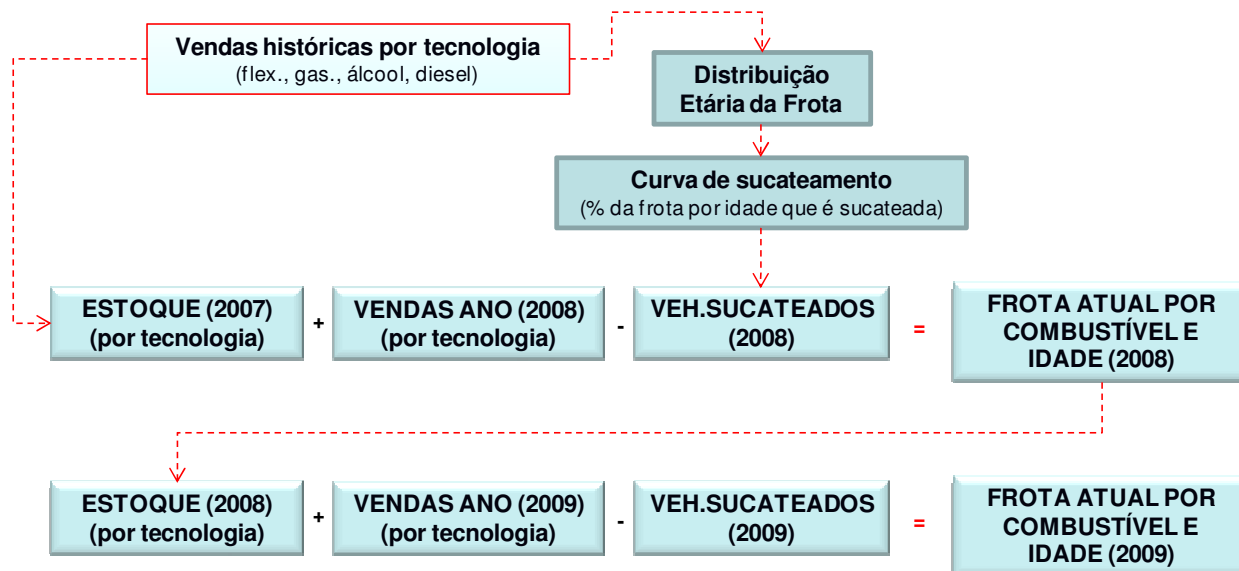 Vendas históricas por tecnologia
(flex., gas., álcool, diesel)
Distribuição
Etária da Frota
Curva de sucateamento
(% da frota por idade que é sucateada)
ESTOQUE (2007)
(por tecnologia)
+
VENDAS ANO (2008)
(por tecnologia)
-
VEH.SUCATEADOS
(2008)
=
FROTA ATUAL POR
COMBUSTÍVEL E
IDADE (2008)
ESTOQUE (2008)
(por tecnologia)
+
VENDAS ANO (2009)
(por tecnologia)
-
VEH.SUCATEADOS
(2009)
=
FROTA ATUAL POR
COMBUSTÍVEL E
IDADE (2009)